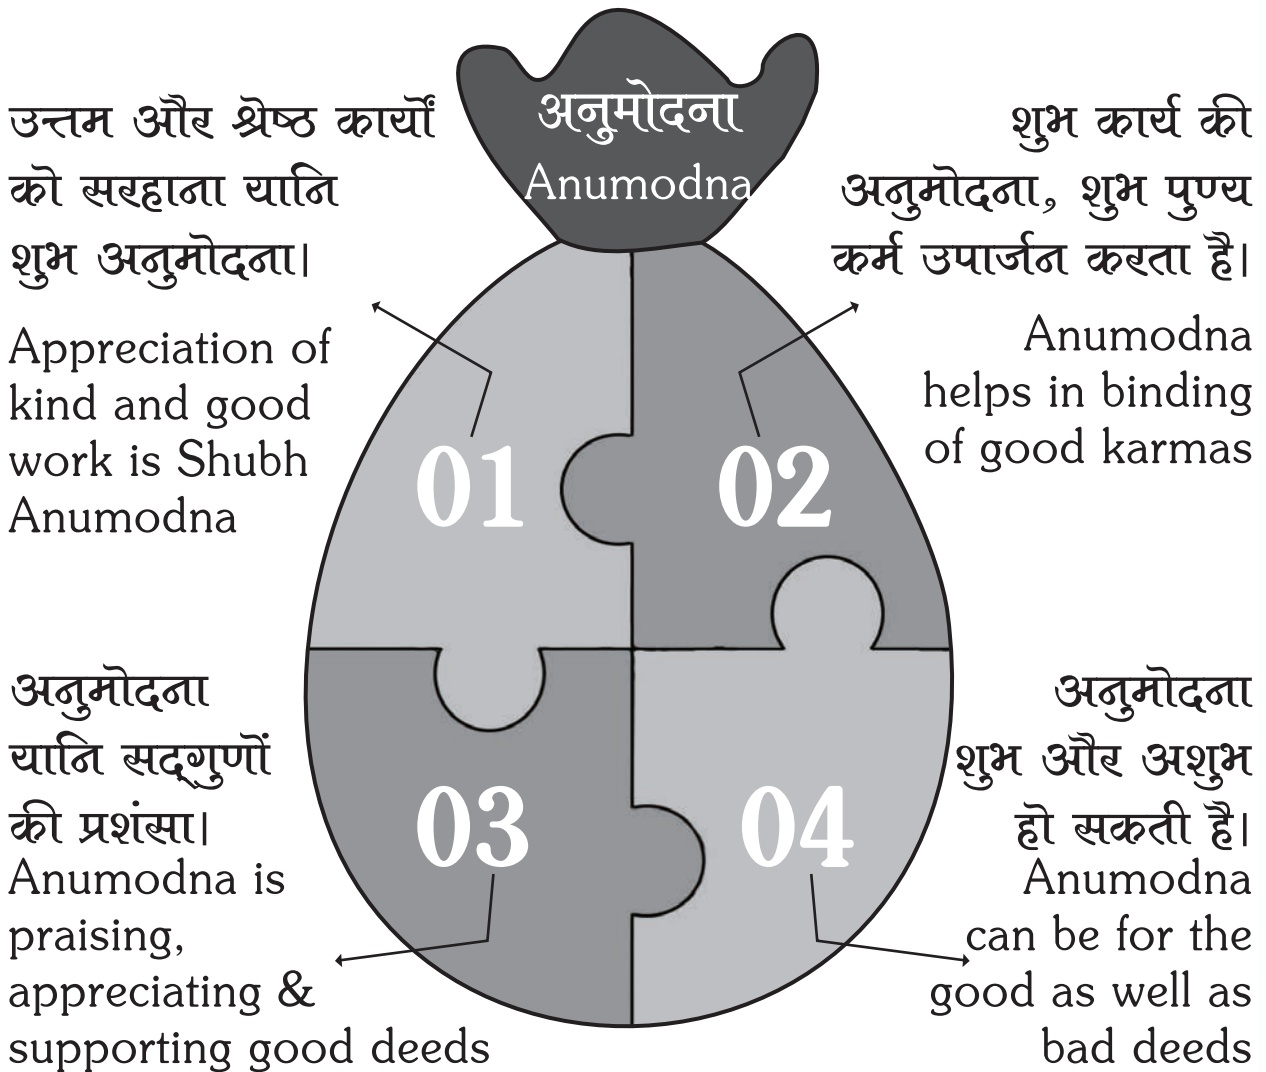 अनुमोदना
Anumodna
उत्तम और श्रेष्ठ कार्यों
को सरहाना यानि
शुभ अनुमोदना।
Appreciation of
kind and good
work is Shubh
Anumodna
01
शुभ कार्य की
अनुमोदना, शुभ पुण्य
कर्म उपार्जन करता है।
Anumodna
helps in binding
of good karmas
02
अनुमोदना
यानि सद्‌गुणों
की प्रशंसा।
Anumodna is
praising,
appreciating &
supporting good deeds
03
अनुमोदना
शुभ और अशुभ
हो सकती है।
Anumodna
can be for the
good as well as
bad deeds
04